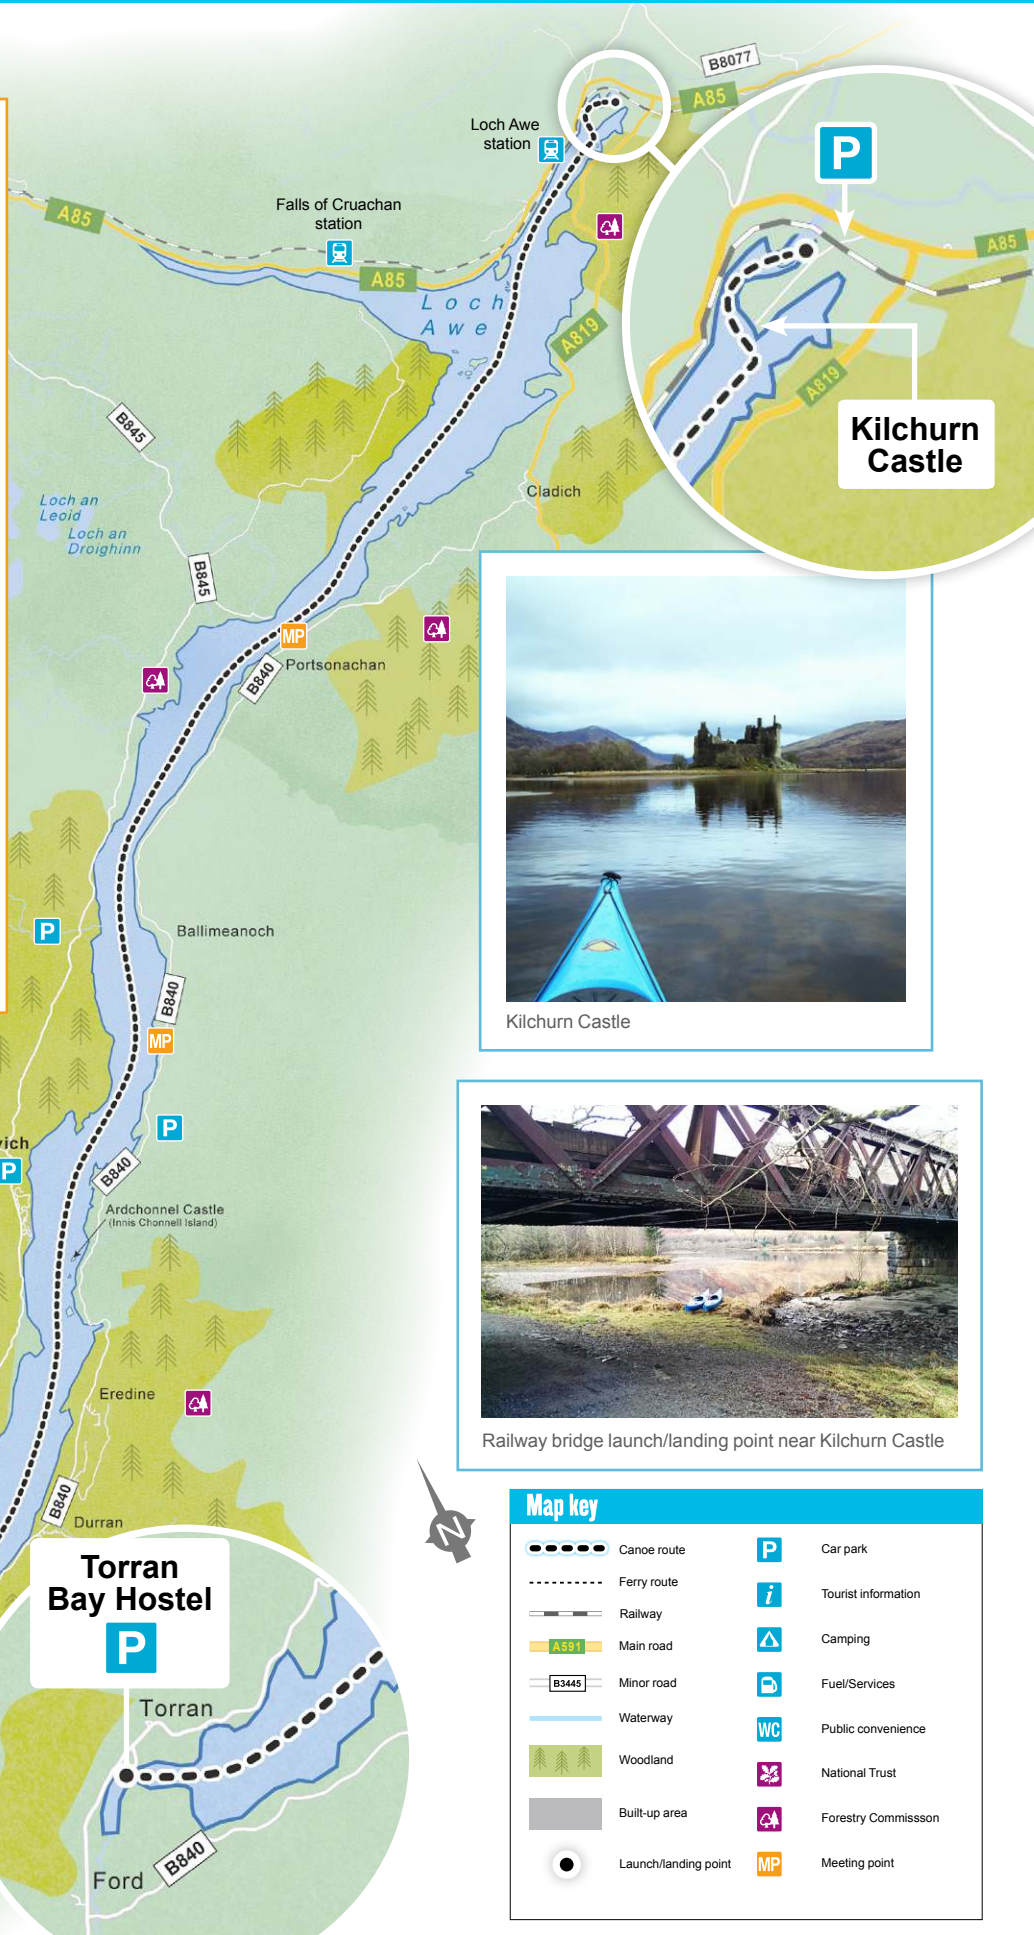 B8077
A85
Loch Awe
station
P
Falls of Cruachan
station
A85
A85
A85
Loch
Awe
A819
A819
Kilchurn
Castle
B845
Cladich
Loch an
Leoid
Loch an
Droighinn
B845
MP
Portsonachan
B840
P
Ballimeanoch
B840
MP
P
vich
P
B840
Ardchonnel Castle
(Innis Chonnell Island)
Eredine
B840
Durran
Torran
Bay Hostel
P
Torran
B840
Ford
Kilchurn Castle
Railway bridge launch/landing point near Kilchurn Castle
N
Map key
Canoe route
Ferry route
Railway
A591 Main road
B3445 Minor road
Waterway
Woodland
Built-up area
Launch/landing point
P Car park
i Tourist information
Camping
Fuel/Services
WC Public convenience
National Trust
Forestry Commissson
MP Meeting point